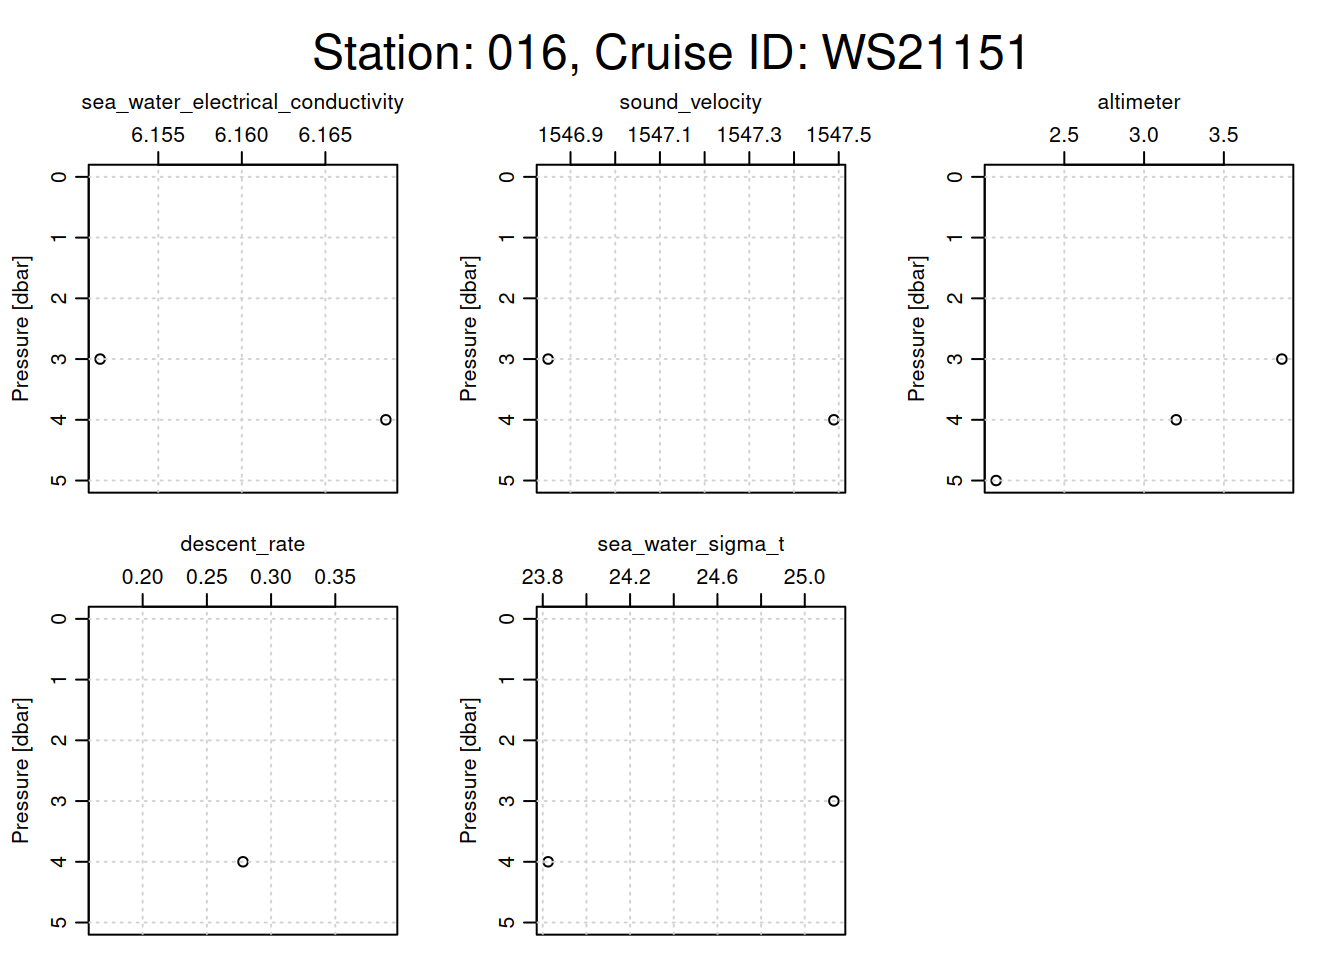 Station: 016, Cruise ID: WS21151
sea_water_electrical_conductivity
6.155 6.160 6.165
0
1
2
3
4
5
Pressure [dbar]
sound_velocity
1546.9 1547.1 1547.3 1547.5
0
1
2
3
4
5
Pressure [dbar]
altimeter
2.5 3.0 3.5
0
1
2
3
4
5
Pressure [dbar]
descent_rate
0.20 0.25 0.30 0.35
0
1
2
3
4
5
Pressure [dbar]
sea_water_sigma_t
23.8 24.2 24.6 25.0
0
1
2
3
4
5
Pressure [dbar]